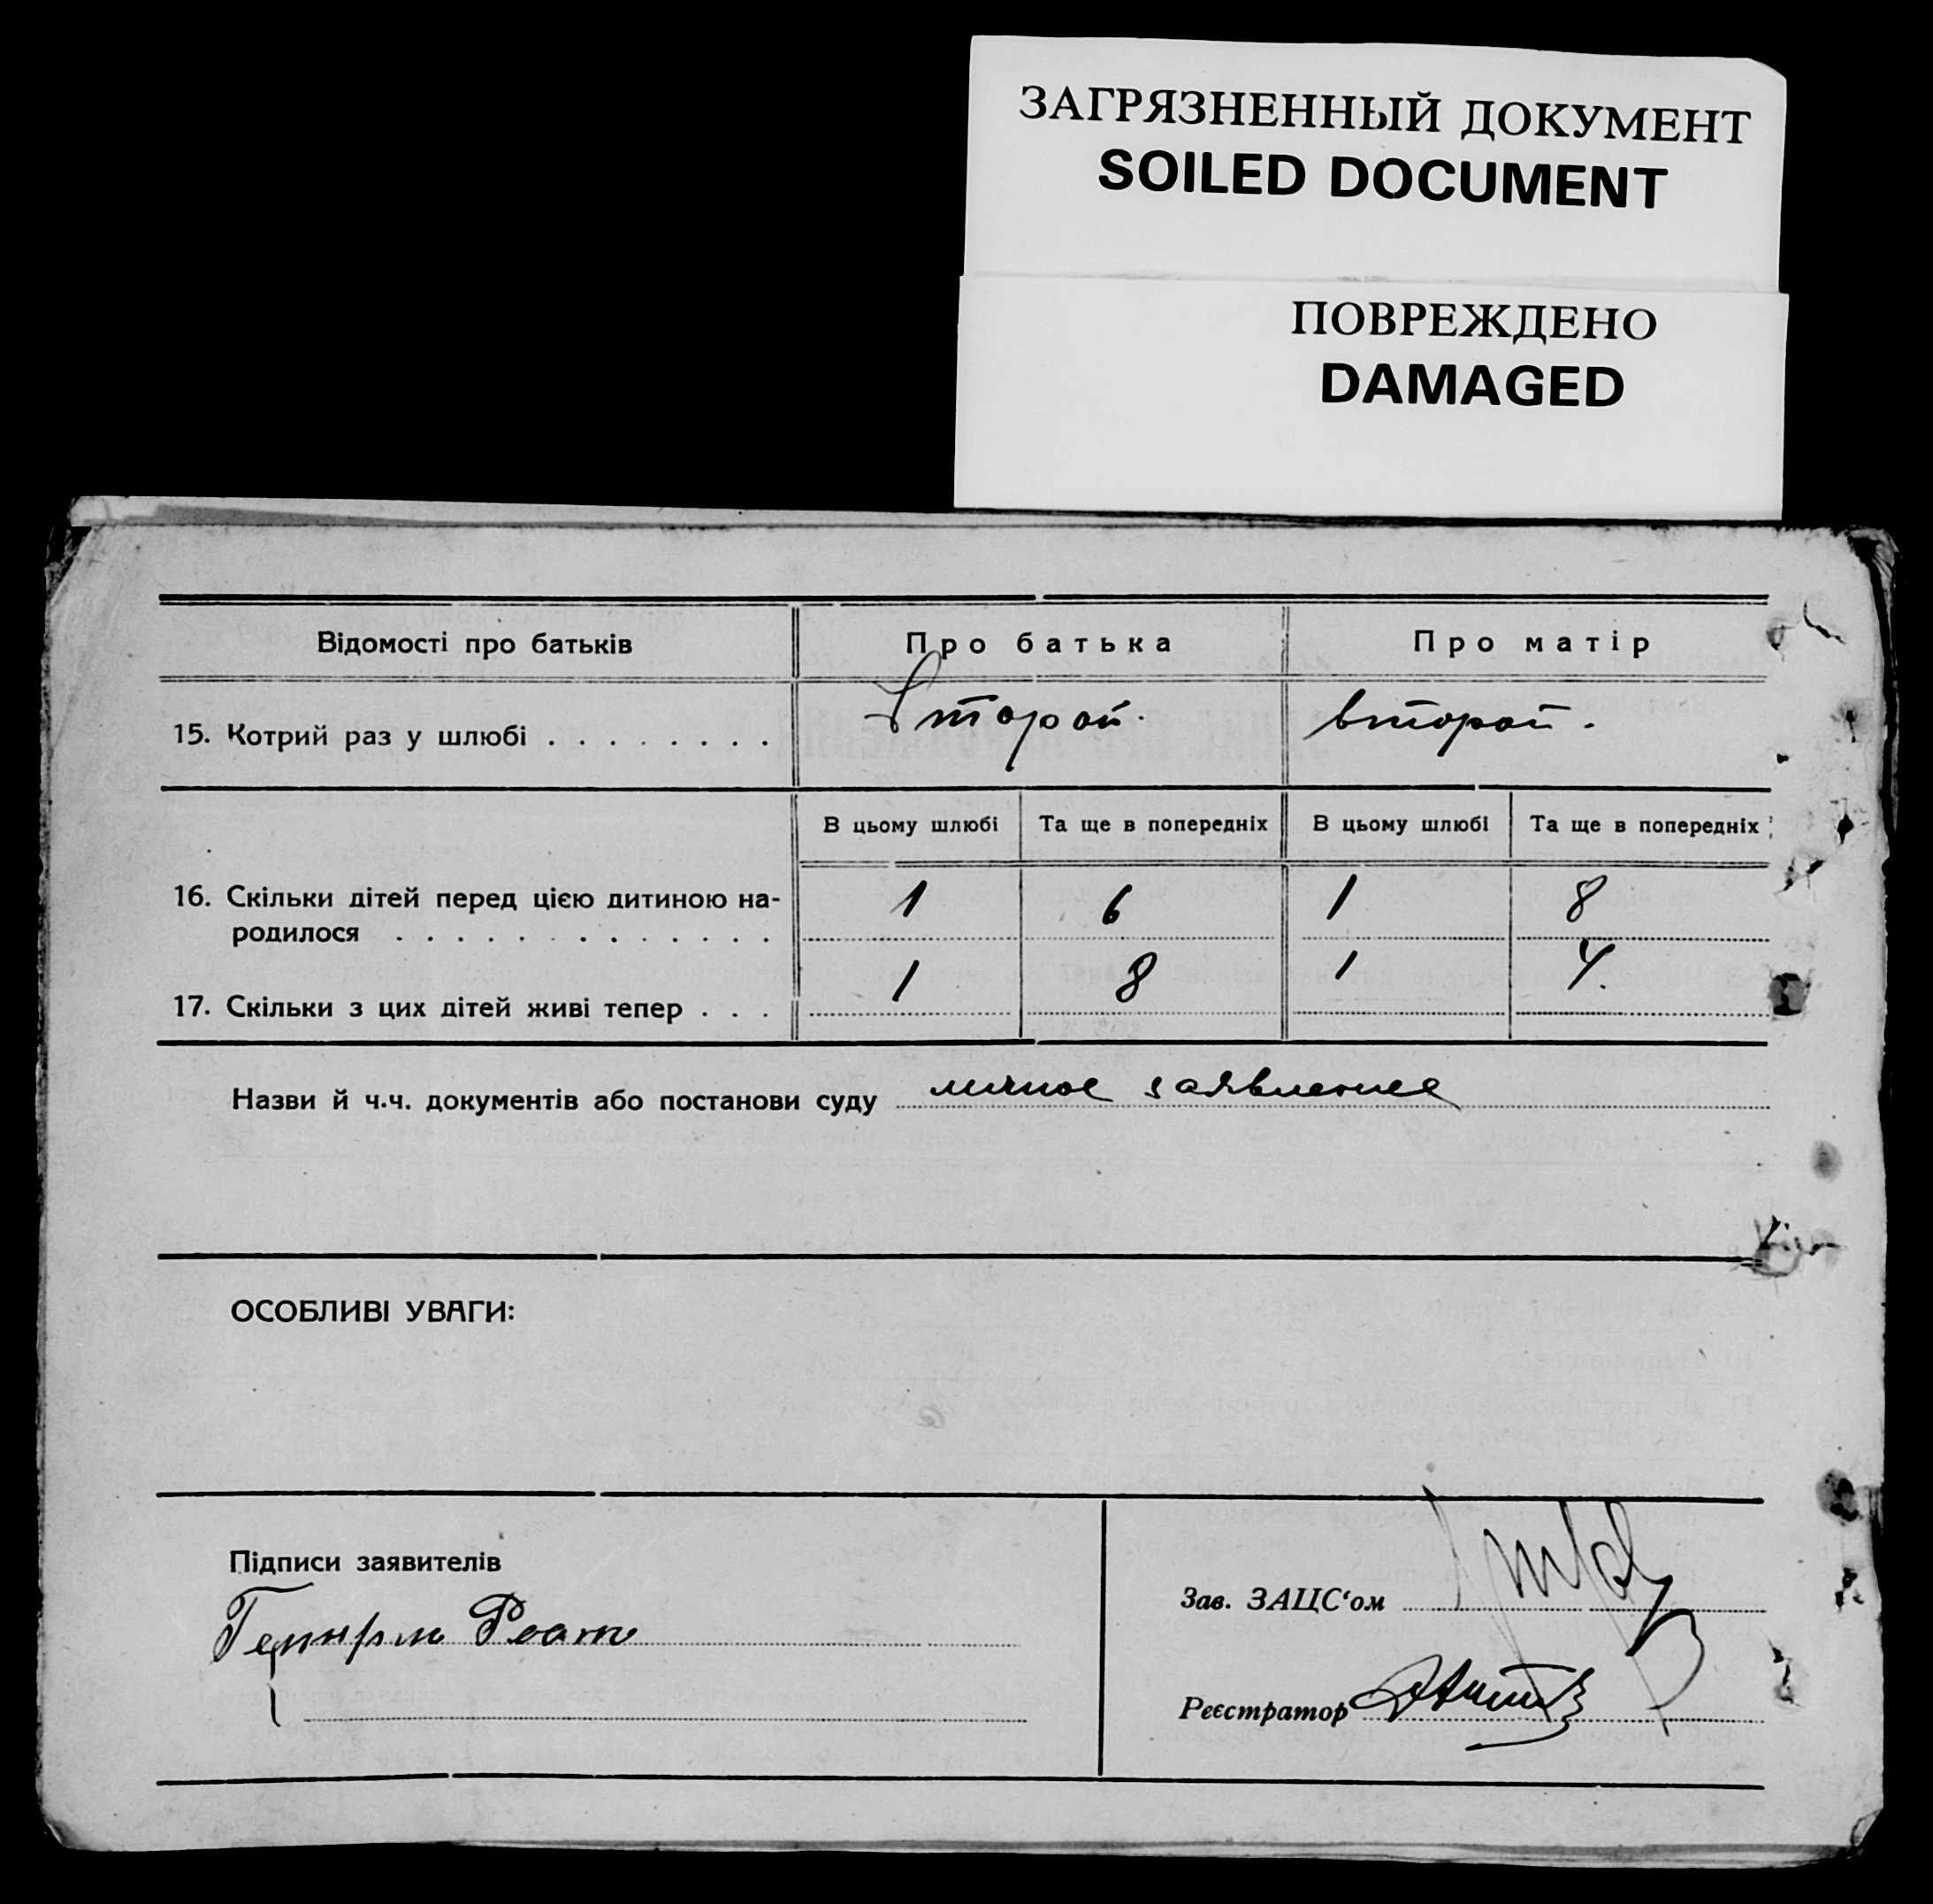 ЗАГРЯЗНЕННЫЙ ДОКУМЕНТ
SOILED DOCUMENT
ПОВРЕЖДЕНО
DAMAGED
Відомості про батьків Про батька Про матір
15. Котрий раз у шлюбі . . . . . . . . Второй. второй.
В цьому шлюбі Та ще в попередніх В цьому шлюбі Та ще в попередніх
16. Скільки дітей перед цією дитиною на- 1 6 1 8
родилося . . . . . . . . . . . . .
17. Скільки з цих дітей живі тепер . . . 1 8 1 4.
Назви й ч.ч. документів або постанови суду личное заявление
ОСОБЛИВІ УВАГИ:
Підписи заявителів
Зав. ЗАЦС‘ом
Реєстратор